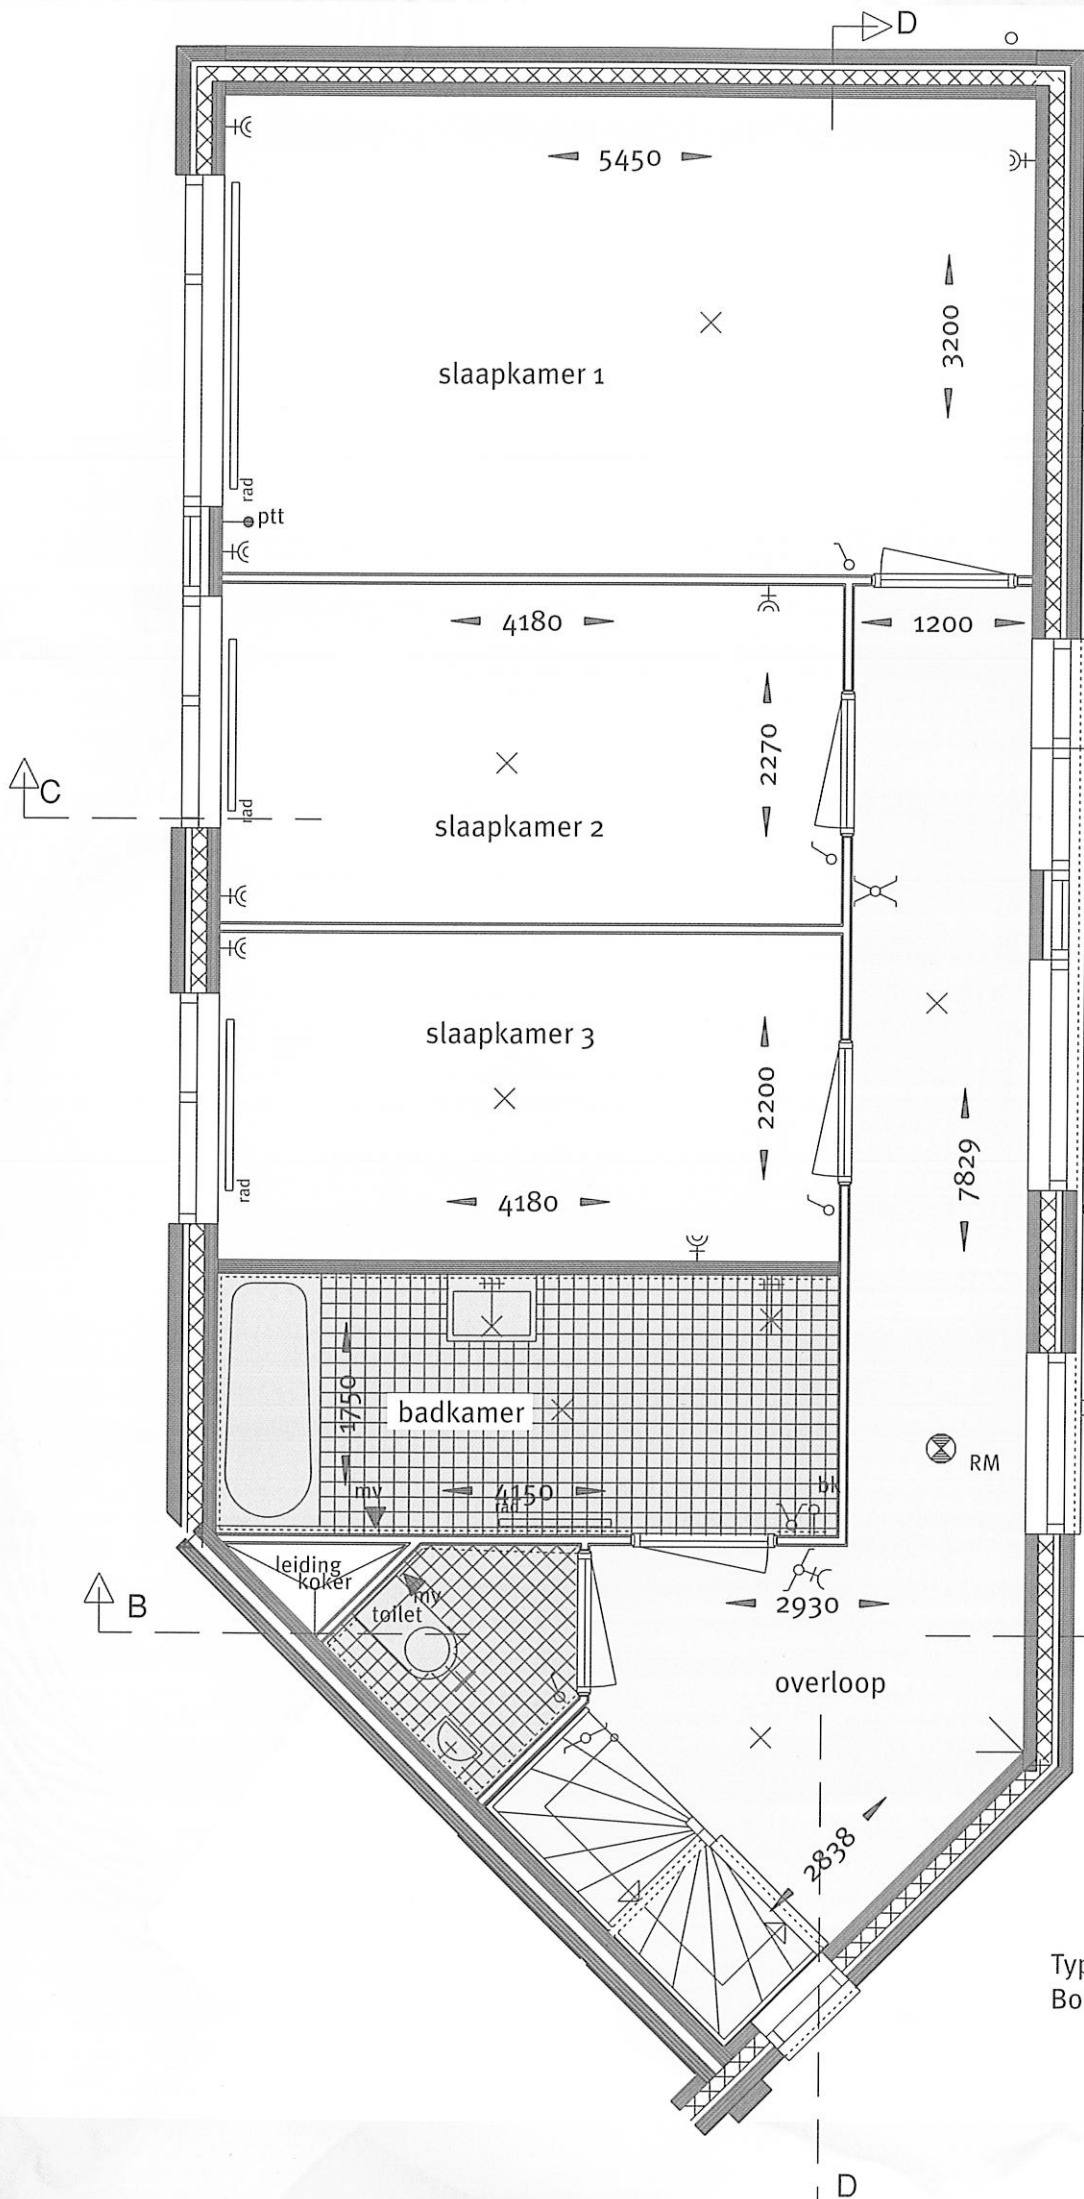 D
5450
3200
slaapkamer 1
rad
ptt
4180
1200
2270
C
rad
slaapkamer 2
slaapkamer 3
2200
7829
rad
4180
1750
badkamer
RM
mv
4150
rad
bk
leiding
koker
mv
toilet
B
2930
overloop
2838
Typ
Bo
D